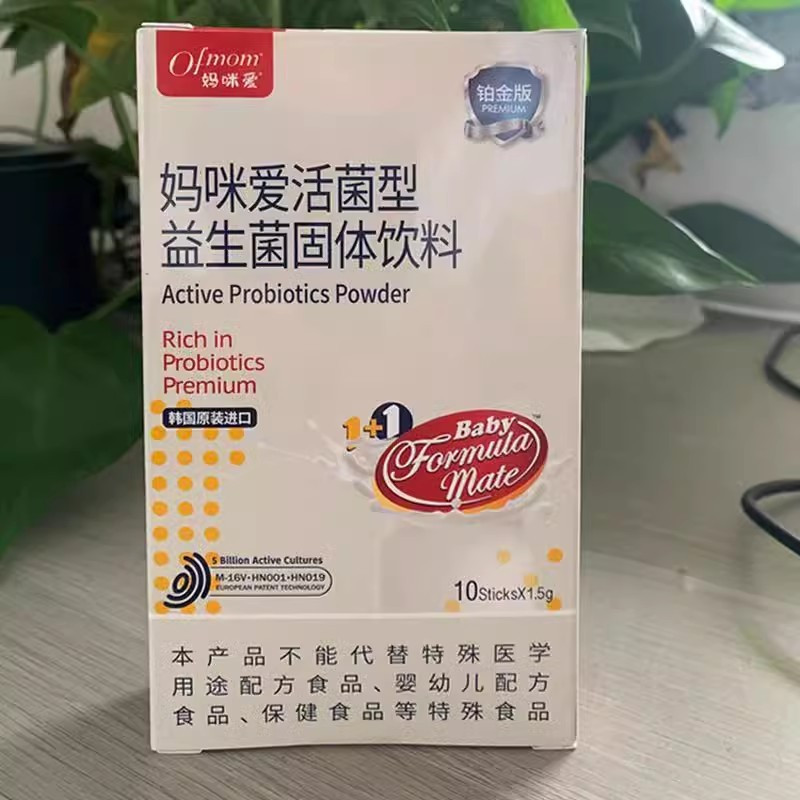 Ofmom
妈咪爱
铂金版
PREMIUM
妈咪爱活菌型
益生菌固体饮料
Active Probiotics Powder
Rich in
Probiotics
Premium
韩国原装进口
1+1
Baby
Formula
Mate
5 Billion Active Cultures
M-16V·HN001·HN019
EUROPEAN PATENT TECHNOLOGY
10SticksX1.5g
本产品不能代替特殊医学
用途配方食品、婴幼儿配方
食品、保健食品等特殊食品